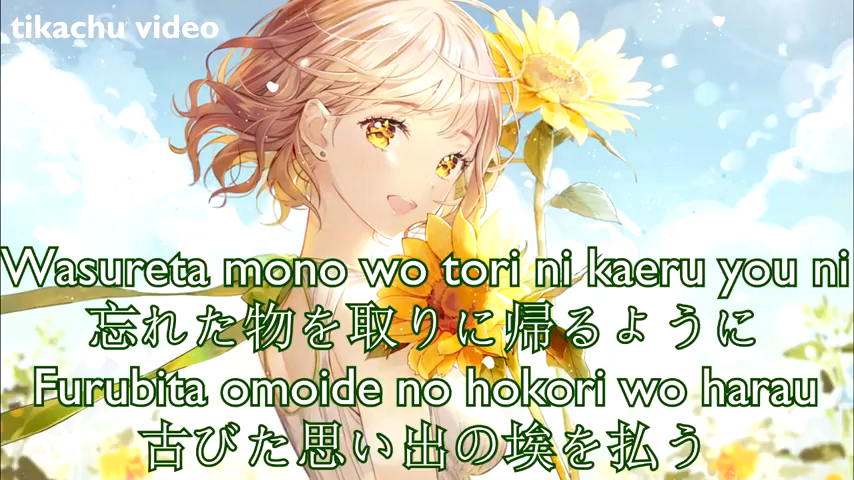 tikachu video
Wasureta mono wo tori ni kaeru you ni
忘れた物を取りに帰るように
Furubita omoide no hokori wo harau
古びた思い出の埃を払う